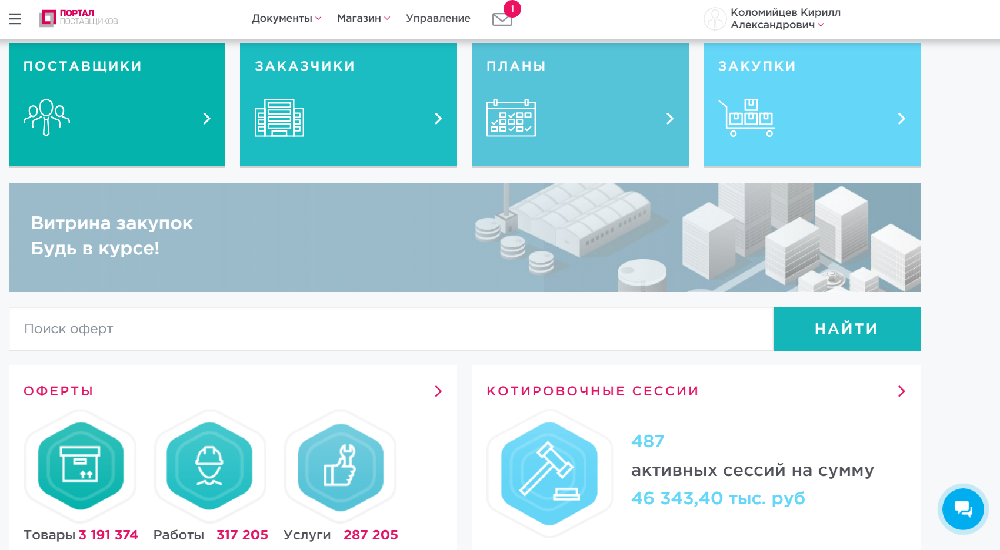 ПОРТАЛ
ПОСТАВЩИКОВ
Документы
Магазин
Управление
1
Коломийцев Кирилл
Александрович
ПОСТАВЩИКИ
ЗАКАЗЧИКИ
ПЛАНЫ
ЗАКУПКИ
Витрина закупок
Будь в курсе!
Поиск оферт
НАЙТИ
ОФЕРТЫ
Товары 3 191 374
Работы 317 205
Услуги 287 205
КОТИРОВОЧНЫЕ СЕССИИ
487
активных сессий на сумму
46 343,40 тыс. руб